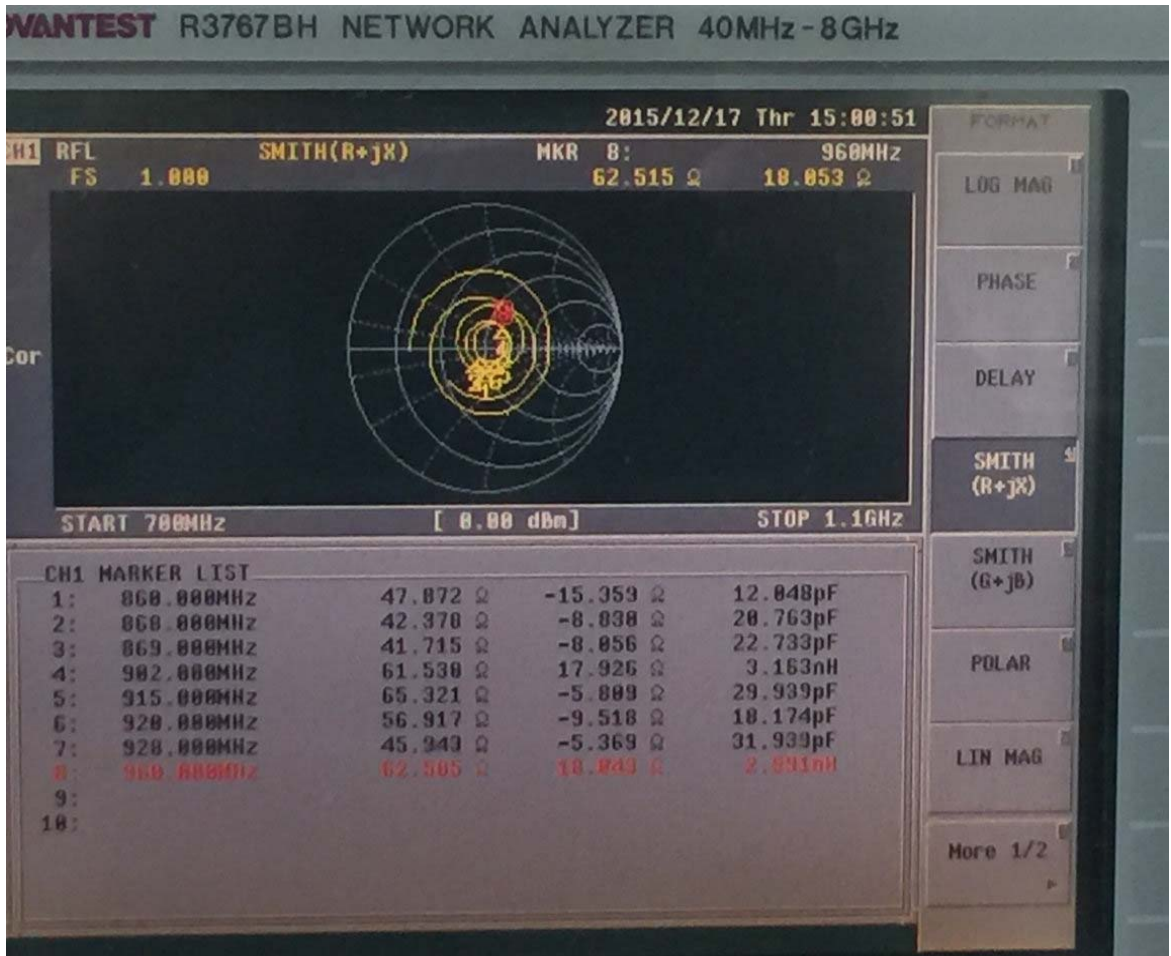 OVANTEST R3767BH NETWORK ANALYZER 40MHz-8GHz
2015/12/17 Thr 15:00:51
CH1 RFL SMITH(R+jX) MKR 8: 960MHz
FS 1.000 62.515 Ω 18.053 Ω
Cor
START 700MHz [ 0.00 dBm] STOP 1.1GHz
CH1 MARKER LIST
1: 860.000MHz 47.872 Ω -15.359 Ω 12.048pF
2: 868.000MHz 42.370 Ω -8.830 Ω 20.763pF
3: 869.000MHz 41.715 Ω -8.056 Ω 22.733pF
4: 902.000MHz 61.530 Ω 17.926 Ω 3.163nH
5: 915.000MHz 65.321 Ω -5.809 Ω 29.939pF
6: 920.000MHz 56.917 Ω -9.518 Ω 18.174pF
7: 928.000MHz 45.943 Ω -5.369 Ω 31.939pF
8: 960.000MHz 62.505 Ω 18.043 Ω 2.991nH
9:
10:
FORMAT
LOG MAG
PHASE
DELAY
SMITH
(R+jX)
SMITH
(G+jB)
POLAR
LIN MAG
More 1/2